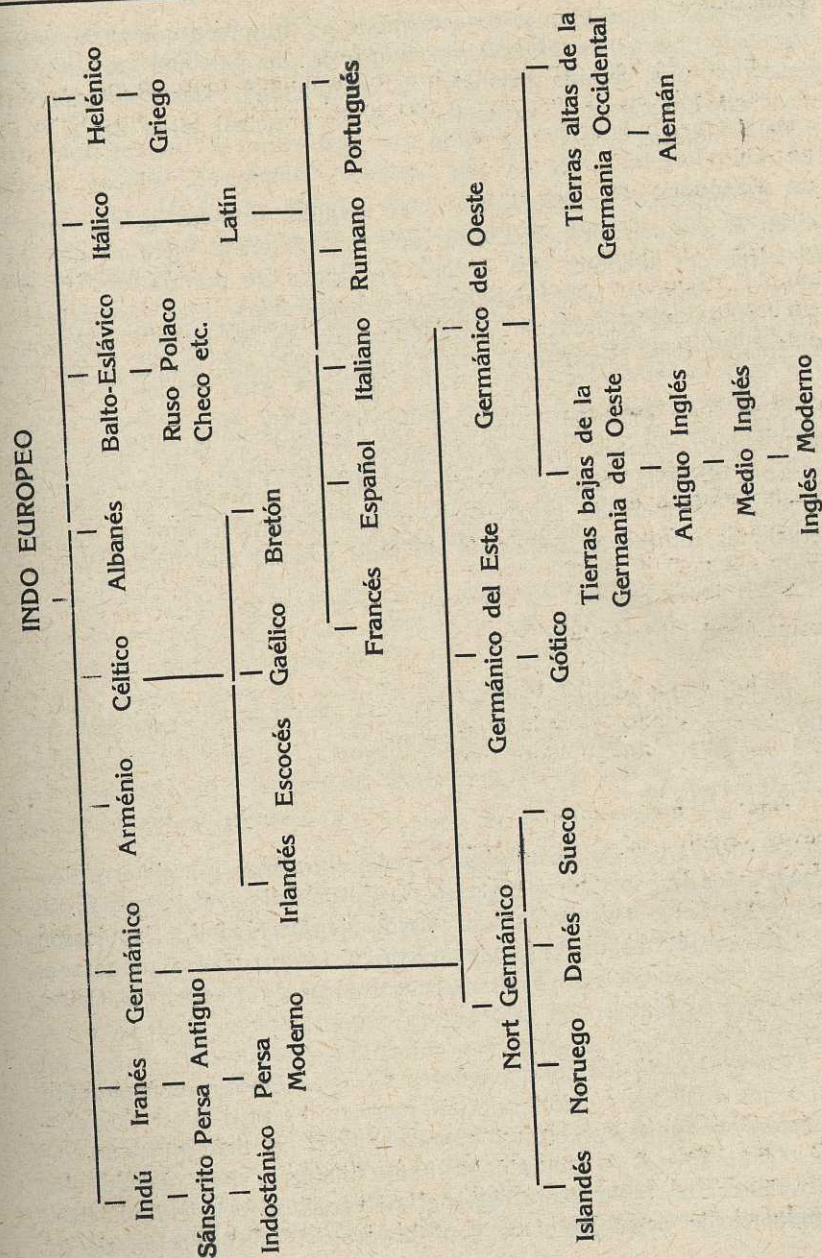 INDO EUROPEO
Indú Iranés Germánico Arménio Céltico Albanés Balto-Eslávico Itálico Helénico
Sánscrito Persa Antiguo
Ruso Polaco
Checo etc.
Griego
Indostánico Persa
Moderno
Latín
Irlandés Escocés Gaélico Bretón
Francés Español Italiano Rumano Portugués
Nort Germánico Germánico del Este Germánico del Oeste
Islandés Noruego Danés Sueco
Gótico
Tierras bajas de la
Germania del Oeste
Tierras altas de la
Germania Occidental
Antiguo Inglés
Alemán
Medio Inglés
Inglés Moderno